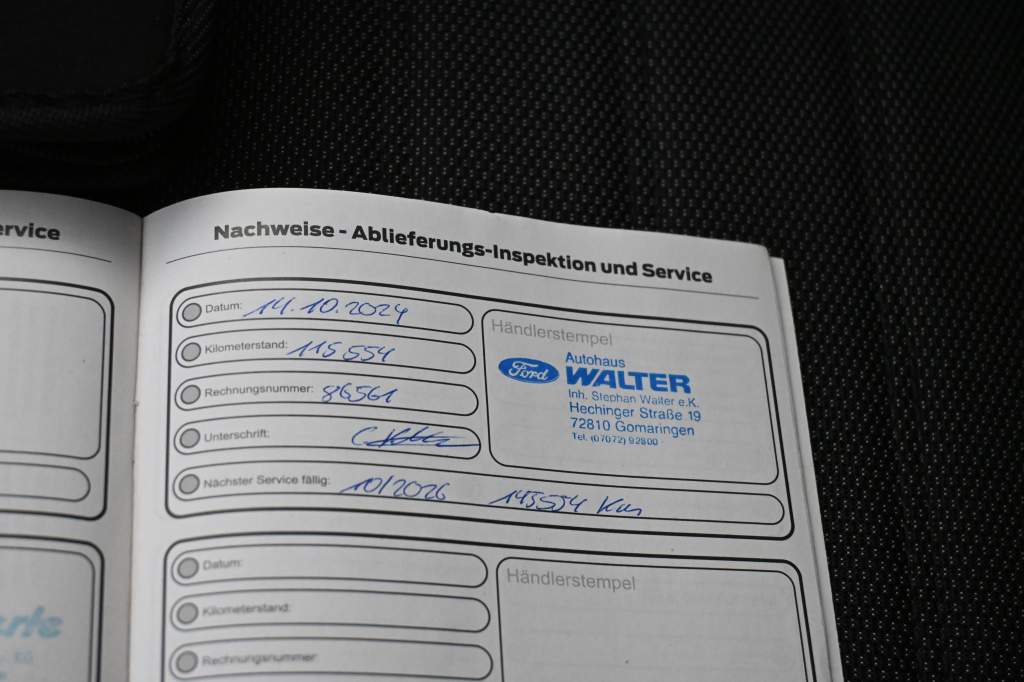 ervice
Nachweise - Ablieferungs-Inspektion und Service
Datum: 14.10.2024
Kilometerstand: 115 554
Rechnungsnummer: 86561
Unterschrift:
Nächster Service fällig: 10/2026 145554 Km
Händlerstempel
Ford
Autohaus
WALTER
Inh. Stephan Walter e.K.
Hechinger Straße 19
72810 Gomaringen
Tel. (07072) 92800
Datum:
Kilometerstand:
Rechnungsnummer:
Händlerstempel